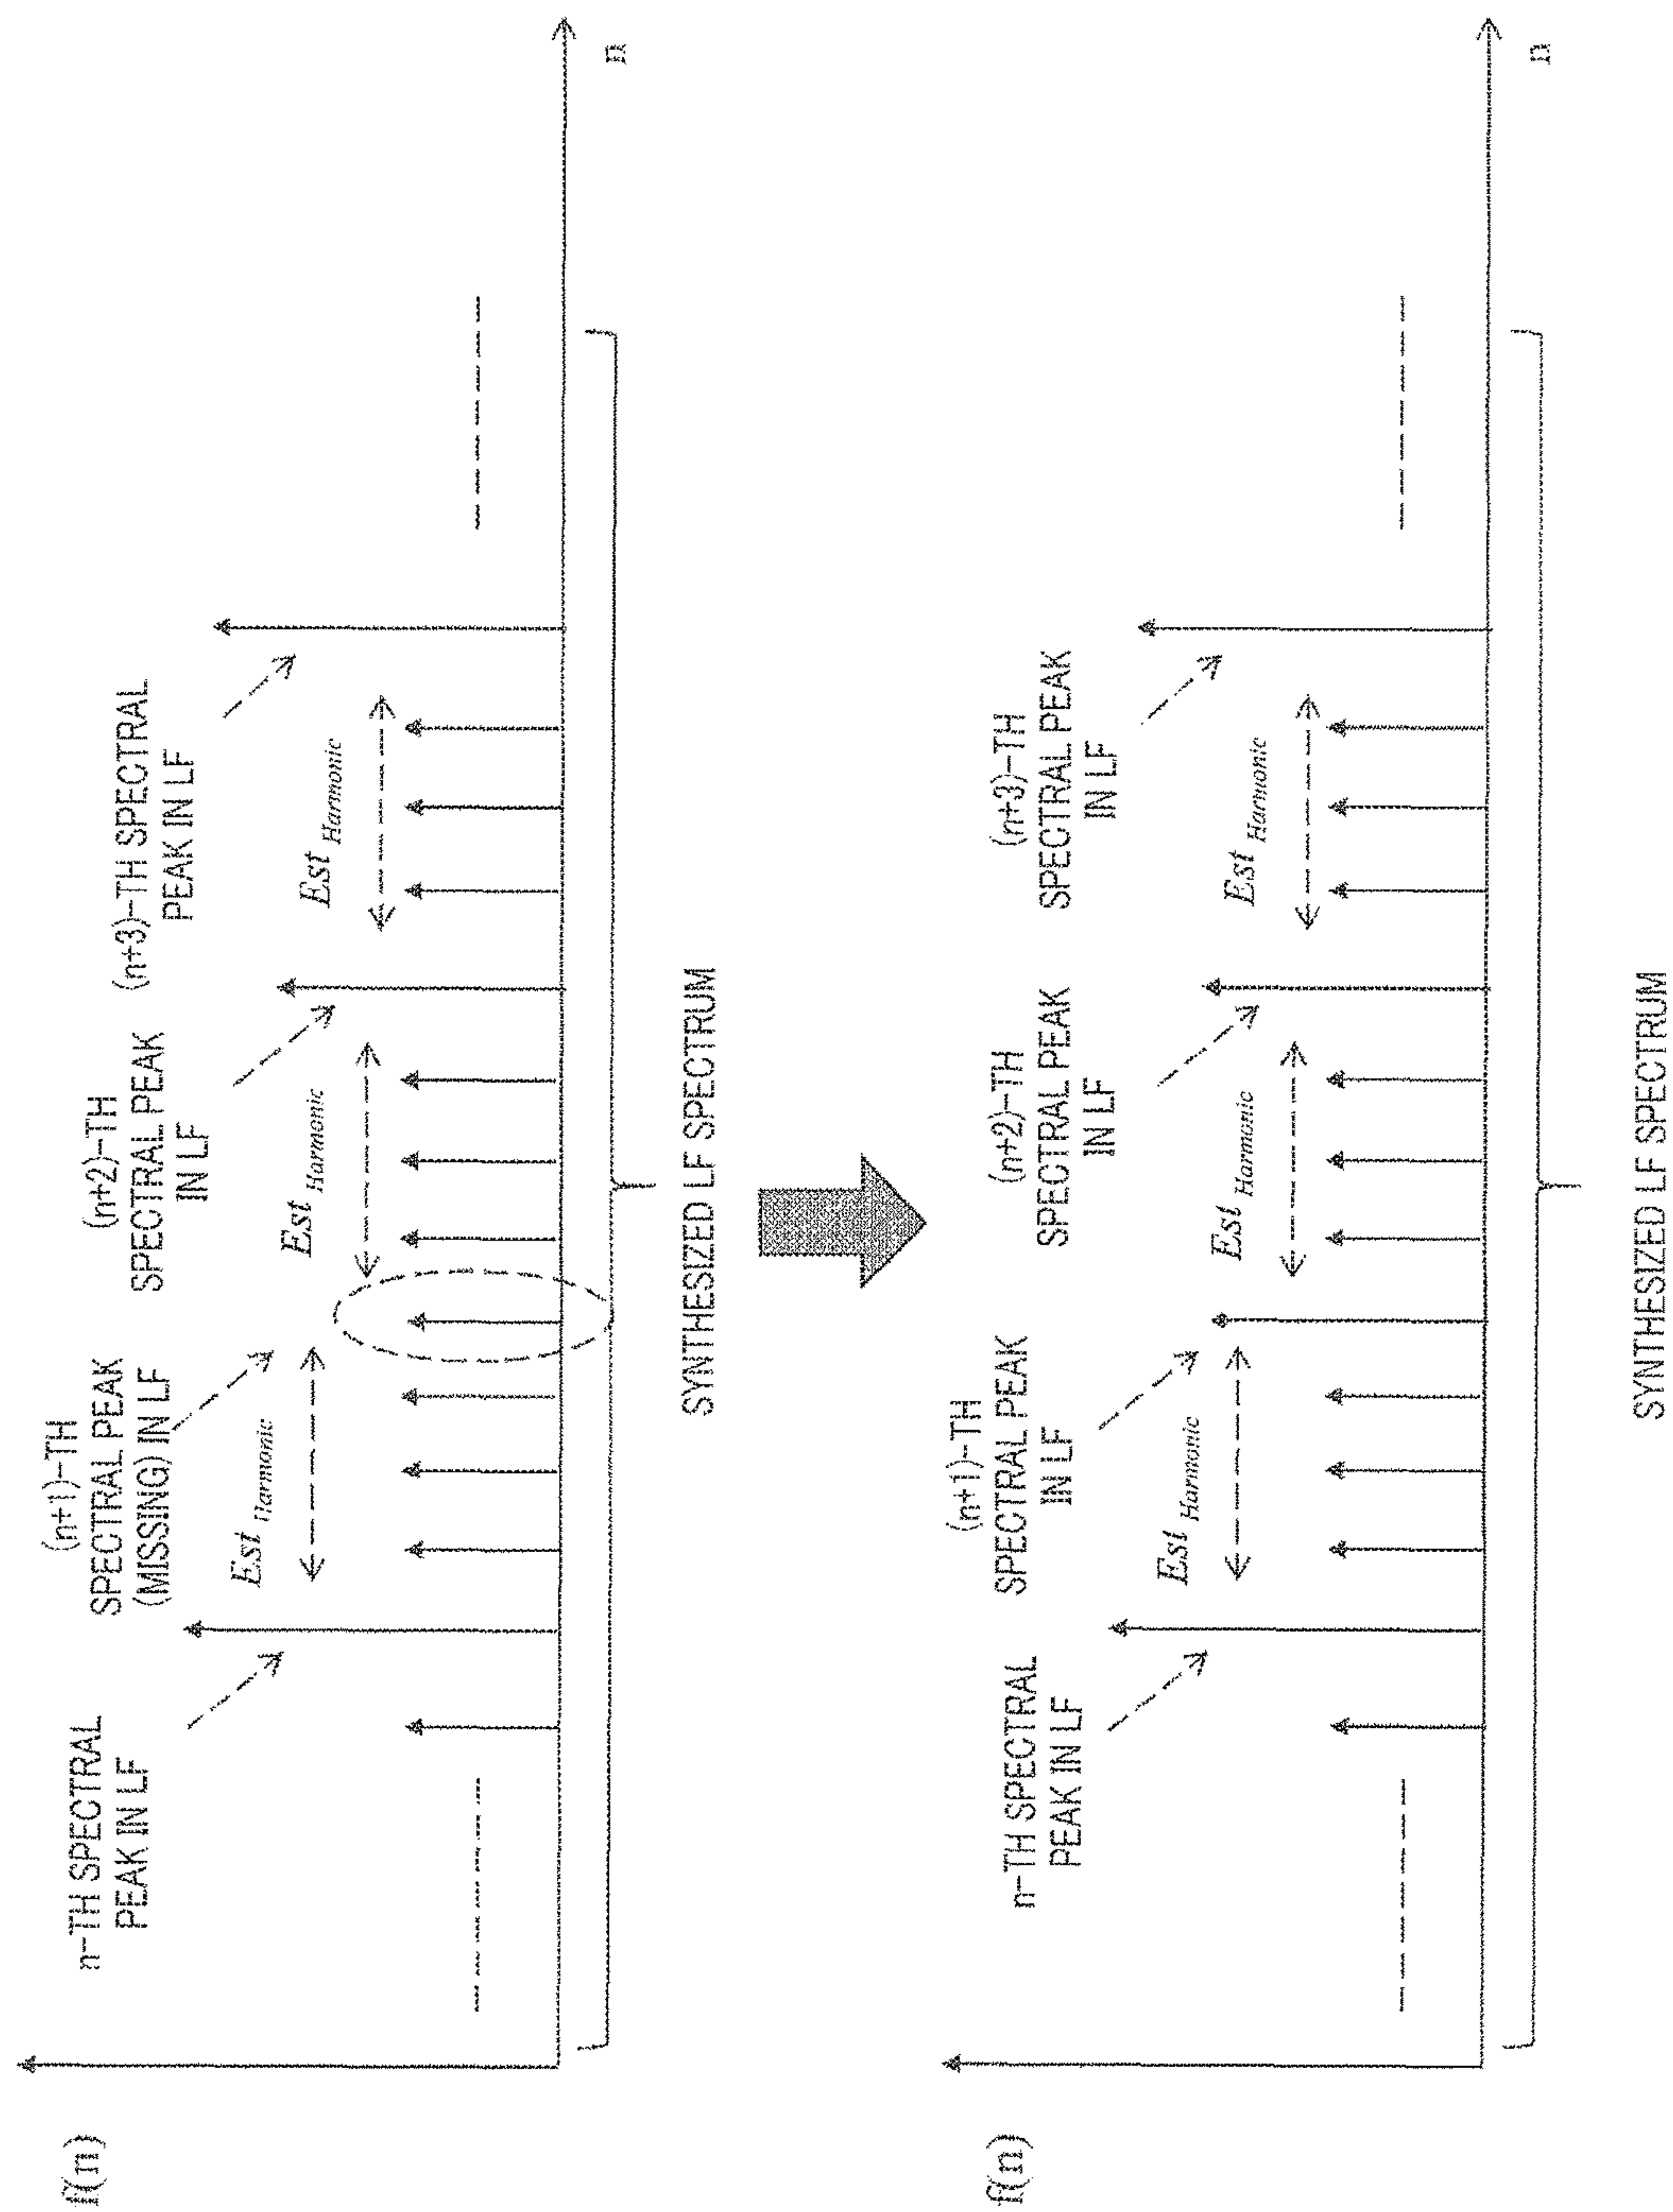 f(n)
n-TH SPECTRAL
PEAK IN LF
(n+1)-TH
SPECTRAL PEAK
(MISSING) IN LF
(n+2)-TH
SPECTRAL PEAK
IN LF
(n+3)-TH SPECTRAL
PEAK IN LF
Est Harmonic
Est Harmonic
Est Harmonic
n
SYNTHESIZED LF SPECTRUM
f(n)
n-TH SPECTRAL
PEAK IN LF
(n+1)-TH
SPECTRAL PEAK
IN LF
(n+2)-TH
SPECTRAL PEAK
IN LF
(n+3)-TH
SPECTRAL PEAK
IN LF
Est Harmonic
Est Harmonic
Est Harmonic
n
SYNTHESIZED LF SPECTRUM